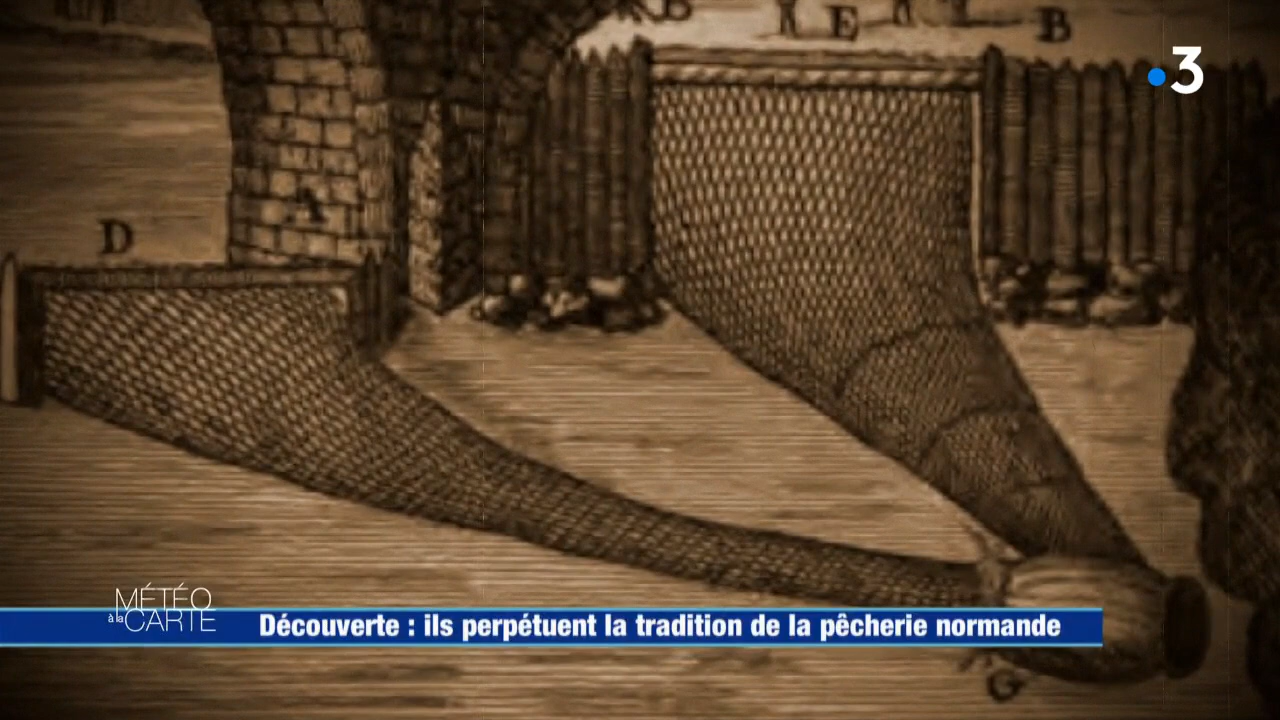 B
E
B
3
A
D
MÉTÉO
à la CARTE
Découverte : ils perpétuent la tradition de la pêcherie normande
G